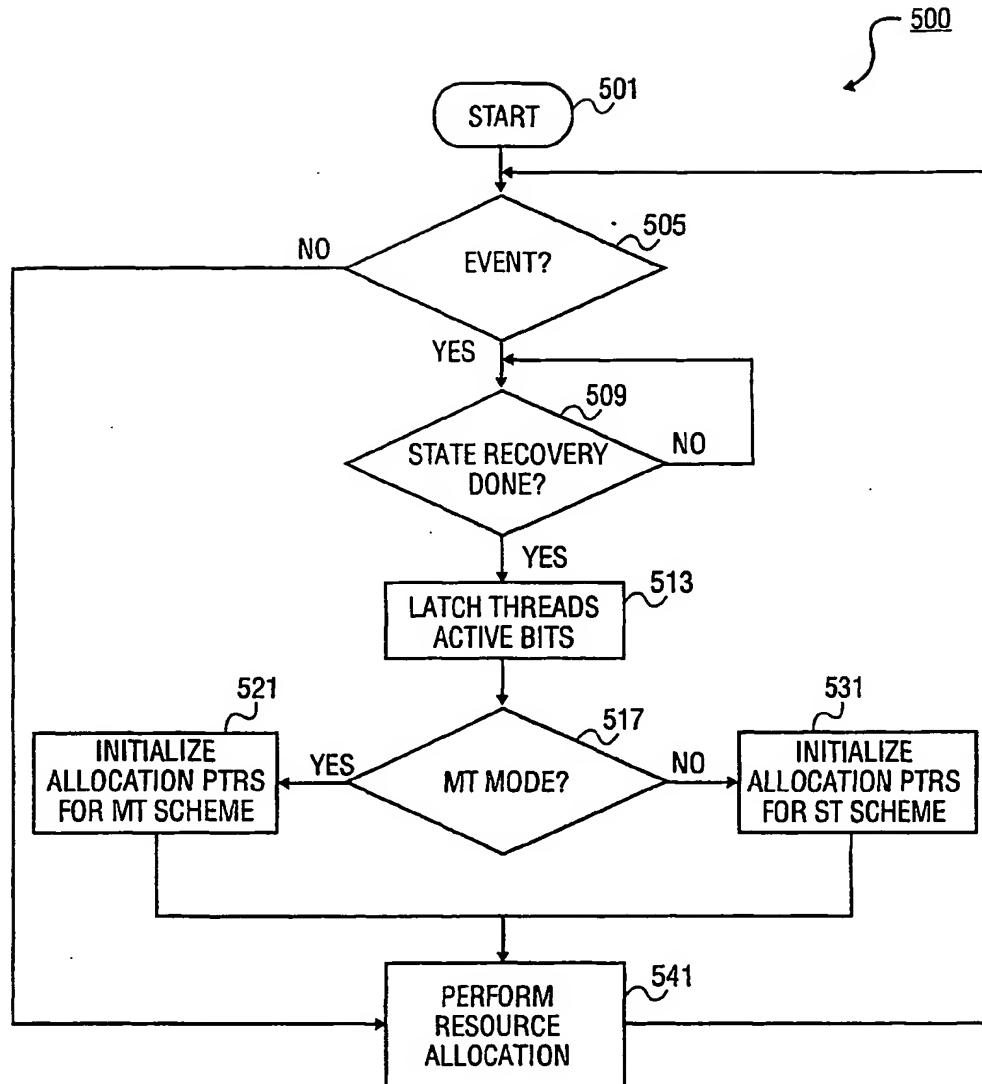 500
START
501
505
NO
EVENT?
YES
509
STATE RECOVERY
DONE?
NO
YES
513
LATCH THREADS
ACTIVE BITS
521
517
531
INITIALIZE
ALLOCATION PTRS
FOR MT SCHEME
YES
MT MODE?
NO
INITIALIZE
ALLOCATION PTRS
FOR ST SCHEME
541
PERFORM
RESOURCE
ALLOCATION